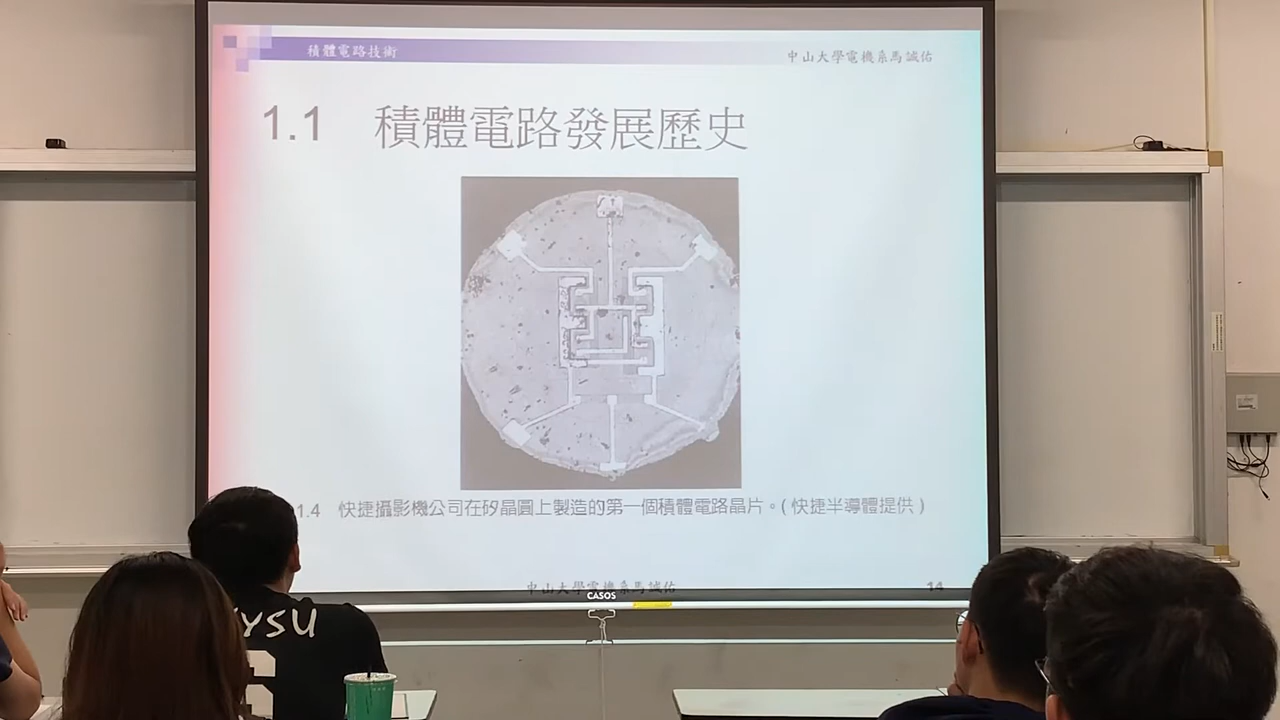 積體電路技術
中山大學電機系馬誠佑
1.1 積體電路發展歷史
1.4 快捷攝影機公司在矽晶圓上製造的第一個積體電路晶片。(快捷半導體提供)
中山大學電機系馬誠佑
14
CASOS
YSU